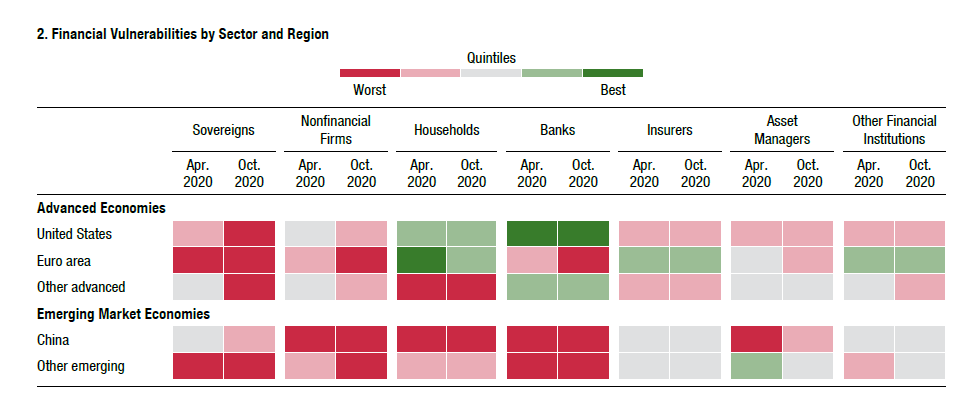 2. Financial Vulnerabilities by Sector and Region
Quintiles
Worst Best
Sovereigns Nonfinancial Firms Households Banks Insurers Asset Managers Other Financial Institutions
Apr. 2020 Oct. 2020 Apr. 2020 Oct. 2020 Apr. 2020 Oct. 2020 Apr. 2020 Oct. 2020 Apr. 2020 Oct. 2020 Apr. 2020 Oct. 2020 Apr. 2020 Oct. 2020
Advanced Economies
United States
Euro area
Other advanced
Emerging Market Economies
China
Other emerging